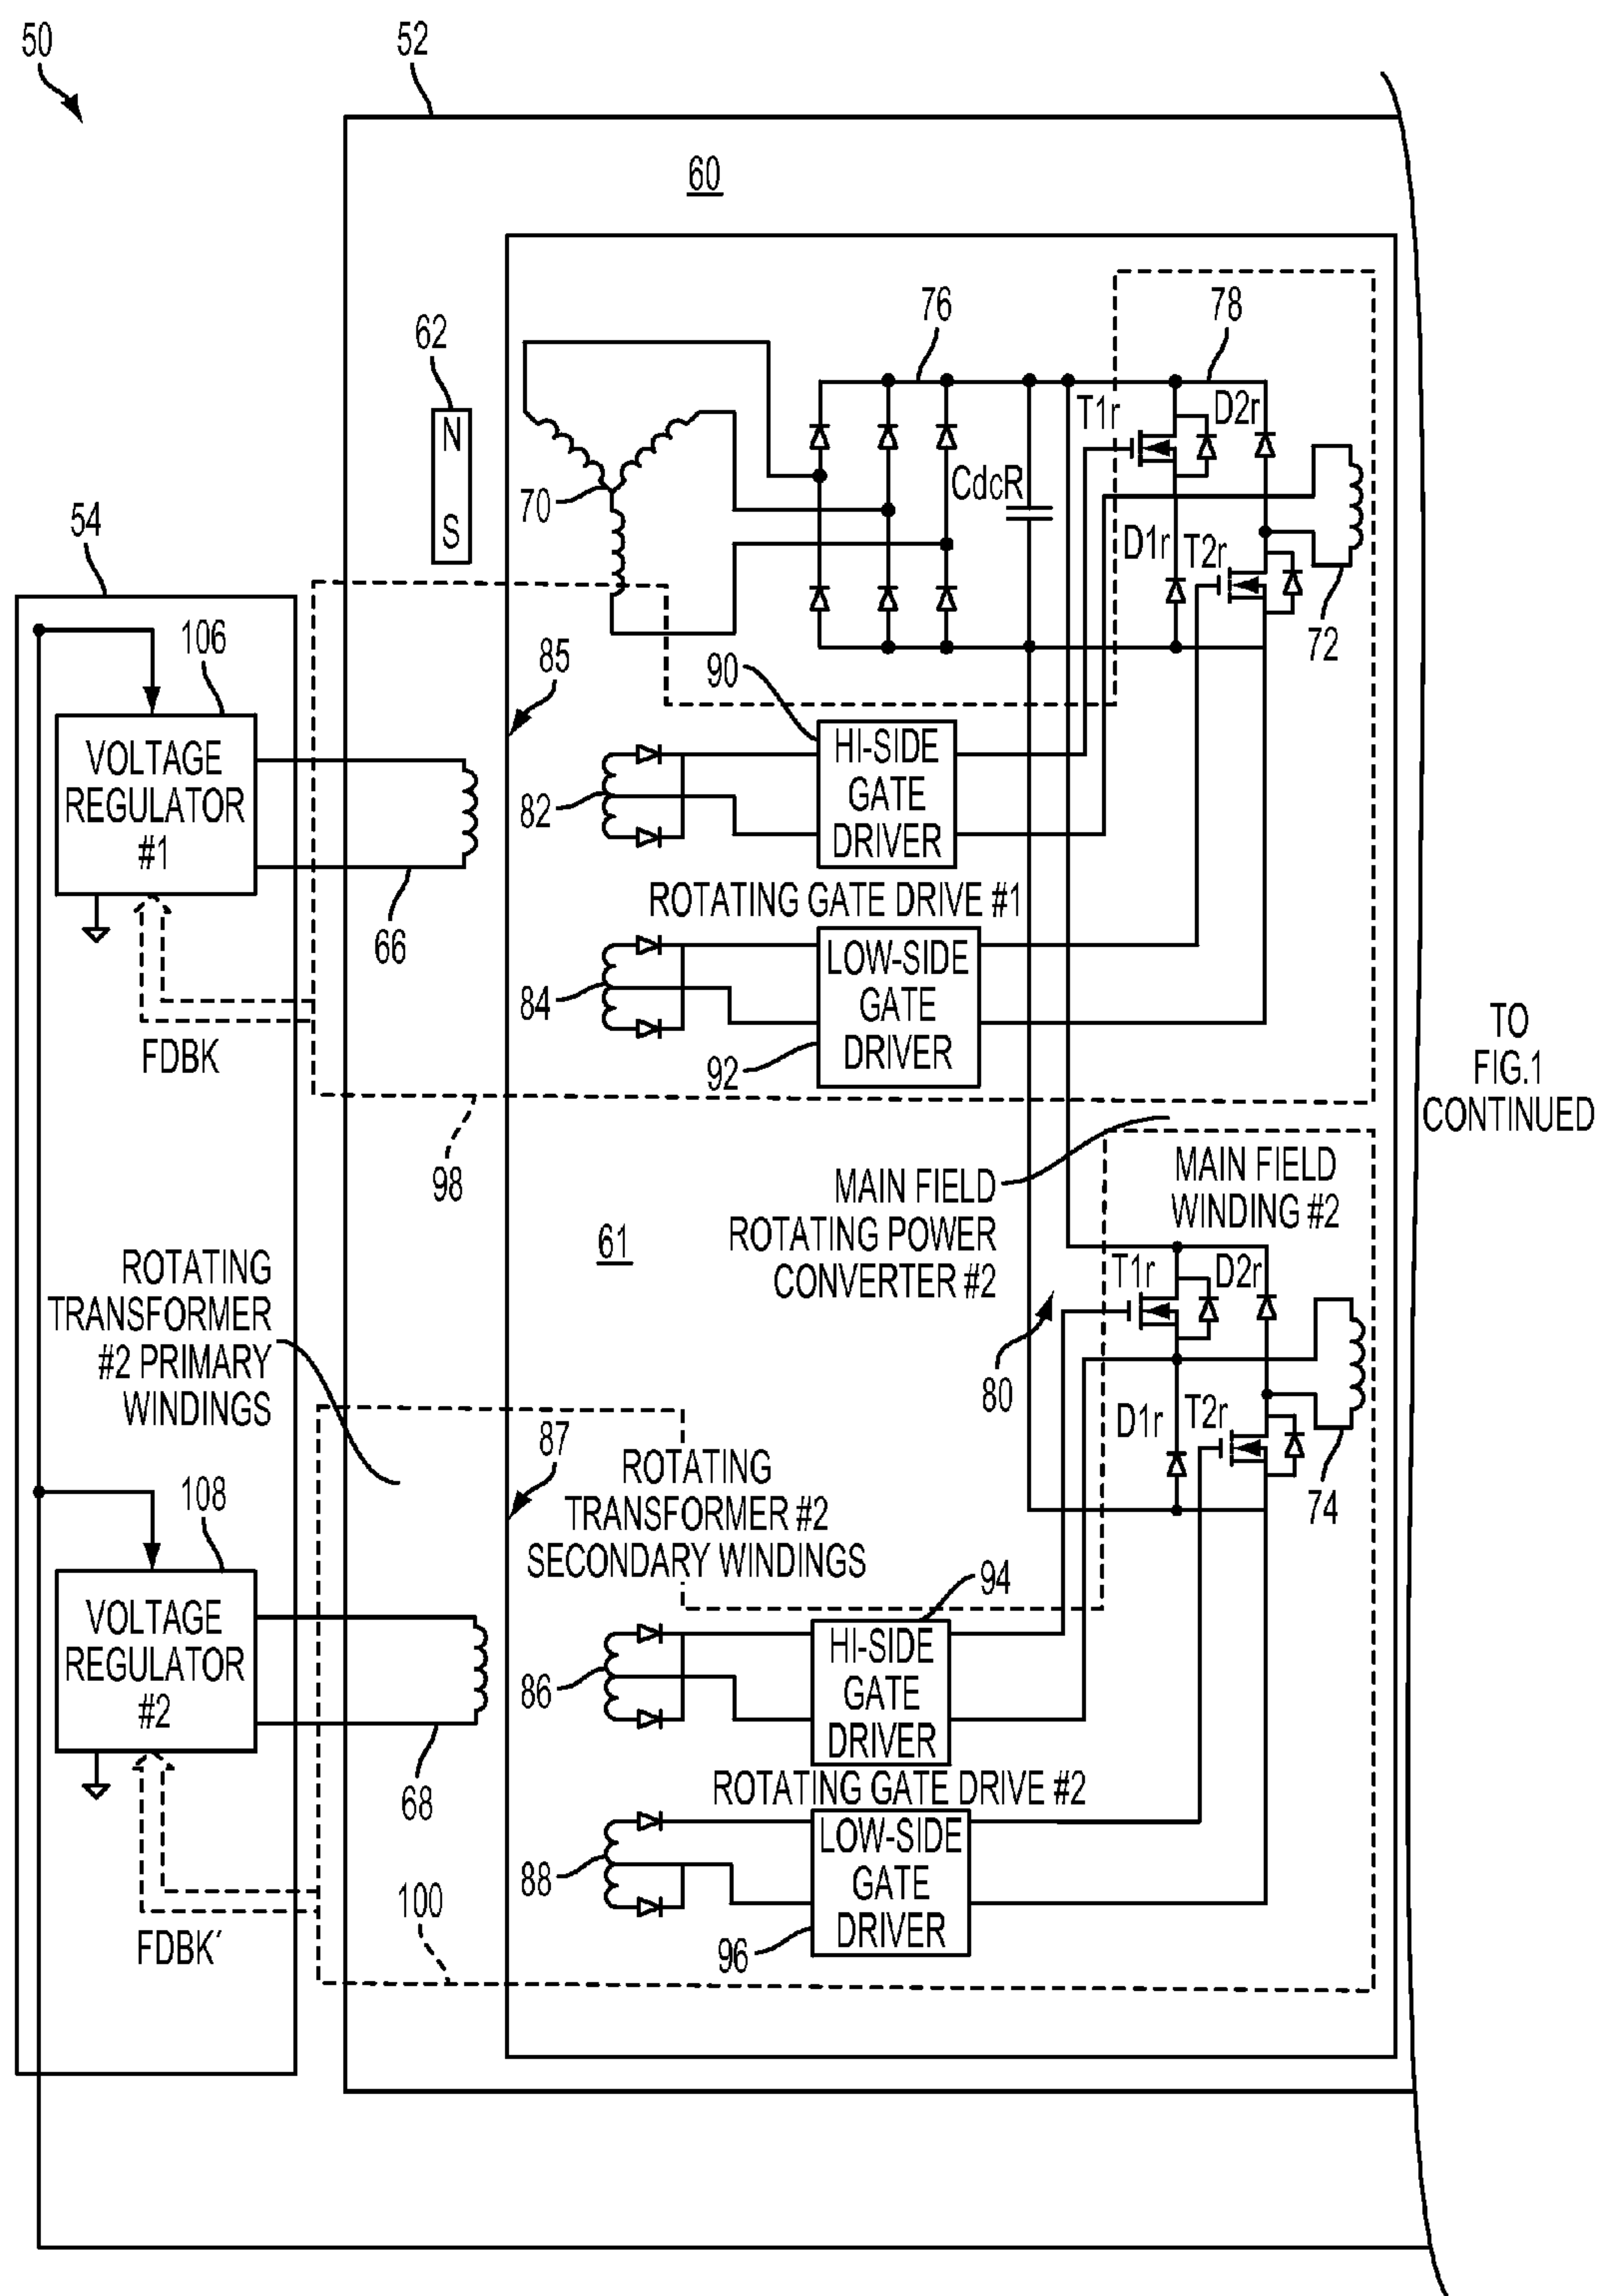 50
52
60
62
N
S
76
78
T1r
D2r
70
CdcR
D1r
T2r
72
54
106
85
90
VOLTAGE
REGULATOR
#1
82
HI-SIDE
GATE
DRIVER
66
ROTATING GATE DRIVE #1
84
LOW-SIDE
GATE
DRIVER
92
FDBK
98
TO
FIG.1
CONTINUED
MAIN FIELD
ROTATING POWER
CONVERTER #2
MAIN FIELD
WINDING #2
61
ROTATING
TRANSFORMER
#2 PRIMARY
WINDINGS
T1r
D2r
80
D1r
T2r
74
87
ROTATING
TRANSFORMER #2
SECONDARY WINDINGS
108
94
VOLTAGE
REGULATOR
#2
86
HI-SIDE
GATE
DRIVER
68
ROTATING GATE DRIVE #2
88
LOW-SIDE
GATE
DRIVER
96
100
FDBK´